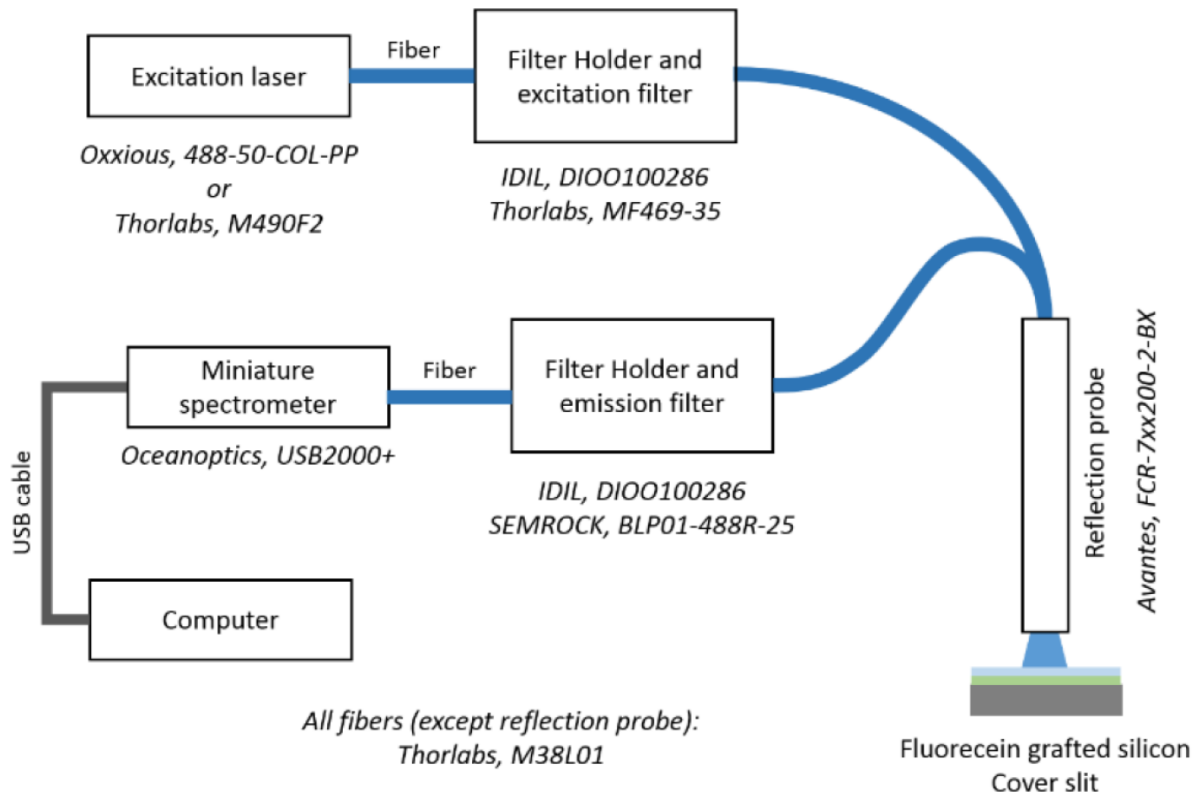 Excitation laser
Fiber
Filter Holder and
excitation filter
Oxxious, 488-50-COL-PP
or
Thorlabs, M490F2
IDIL, DIOO100286
Thorlabs, MF469-35
Miniature
spectrometer
Fiber
Filter Holder and
emission filter
Oceanoptics, USB2000+
IDIL, DIOO100286
SEMROCK, BLP01-488R-25
USB cable
Computer
Reflection probe
Avantes, FCR-7xx200-2-BX
All fibers (except reflection probe):
Thorlabs, M38L01
Fluorecein grafted silicon
Cover slit